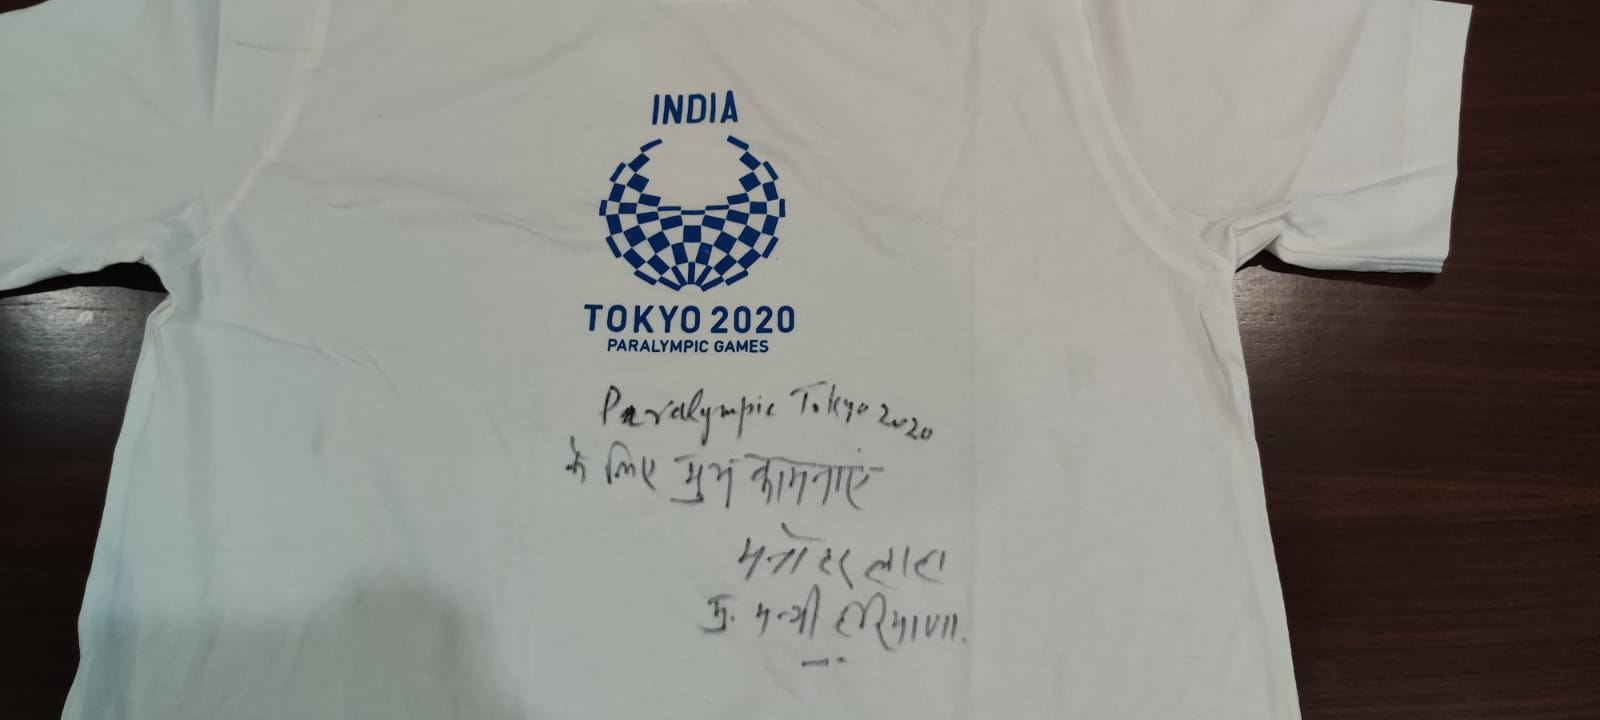 INDIA
TOKYO 2020
PARALYMPIC GAMES
Paralympic Tokyo 2020
के लिए शुभ कामनाएं
मनोहर लाल
मु. मन्त्री हरियाणा.